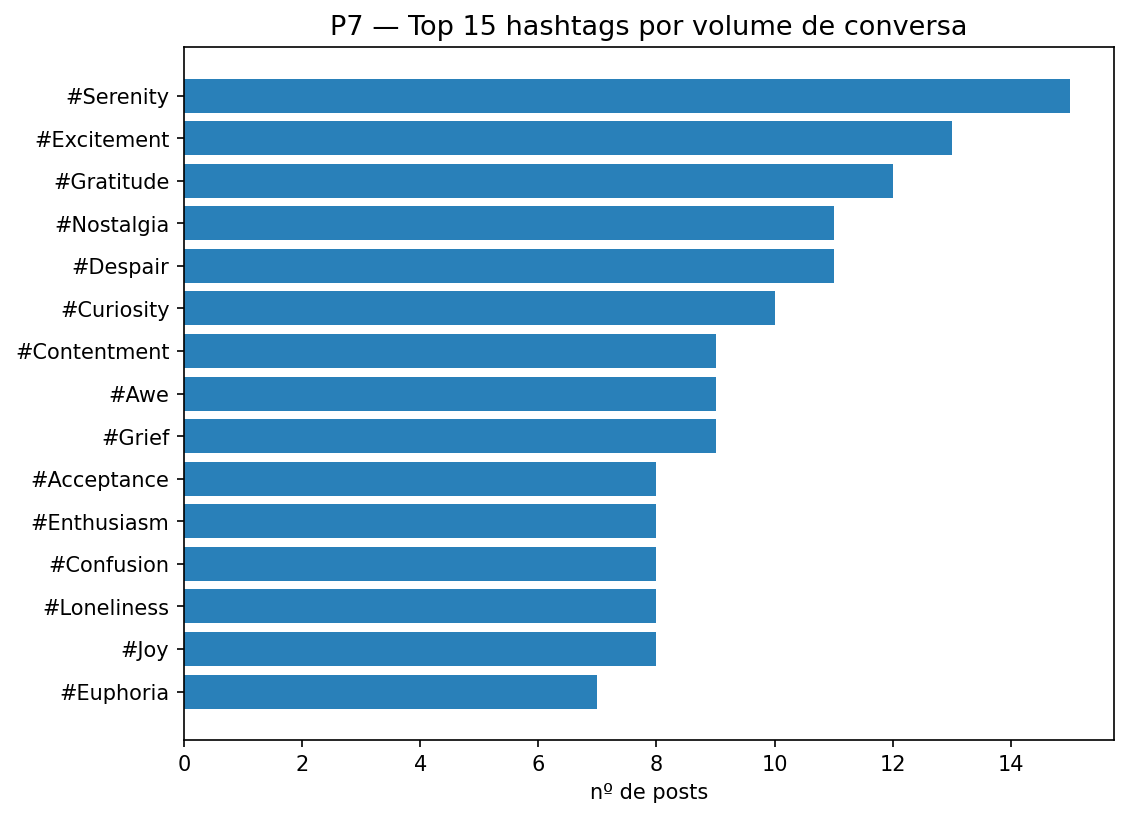 P7 — Top 15 hashtags por volume de conversa
#Serenity
#Excitement
#Gratitude
#Nostalgia
#Despair
#Curiosity
#Contentment
#Awe
#Grief
#Acceptance
#Enthusiasm
#Confusion
#Loneliness
#Joy
#Euphoria
0 2 4 6 8 10 12 14
nº de posts